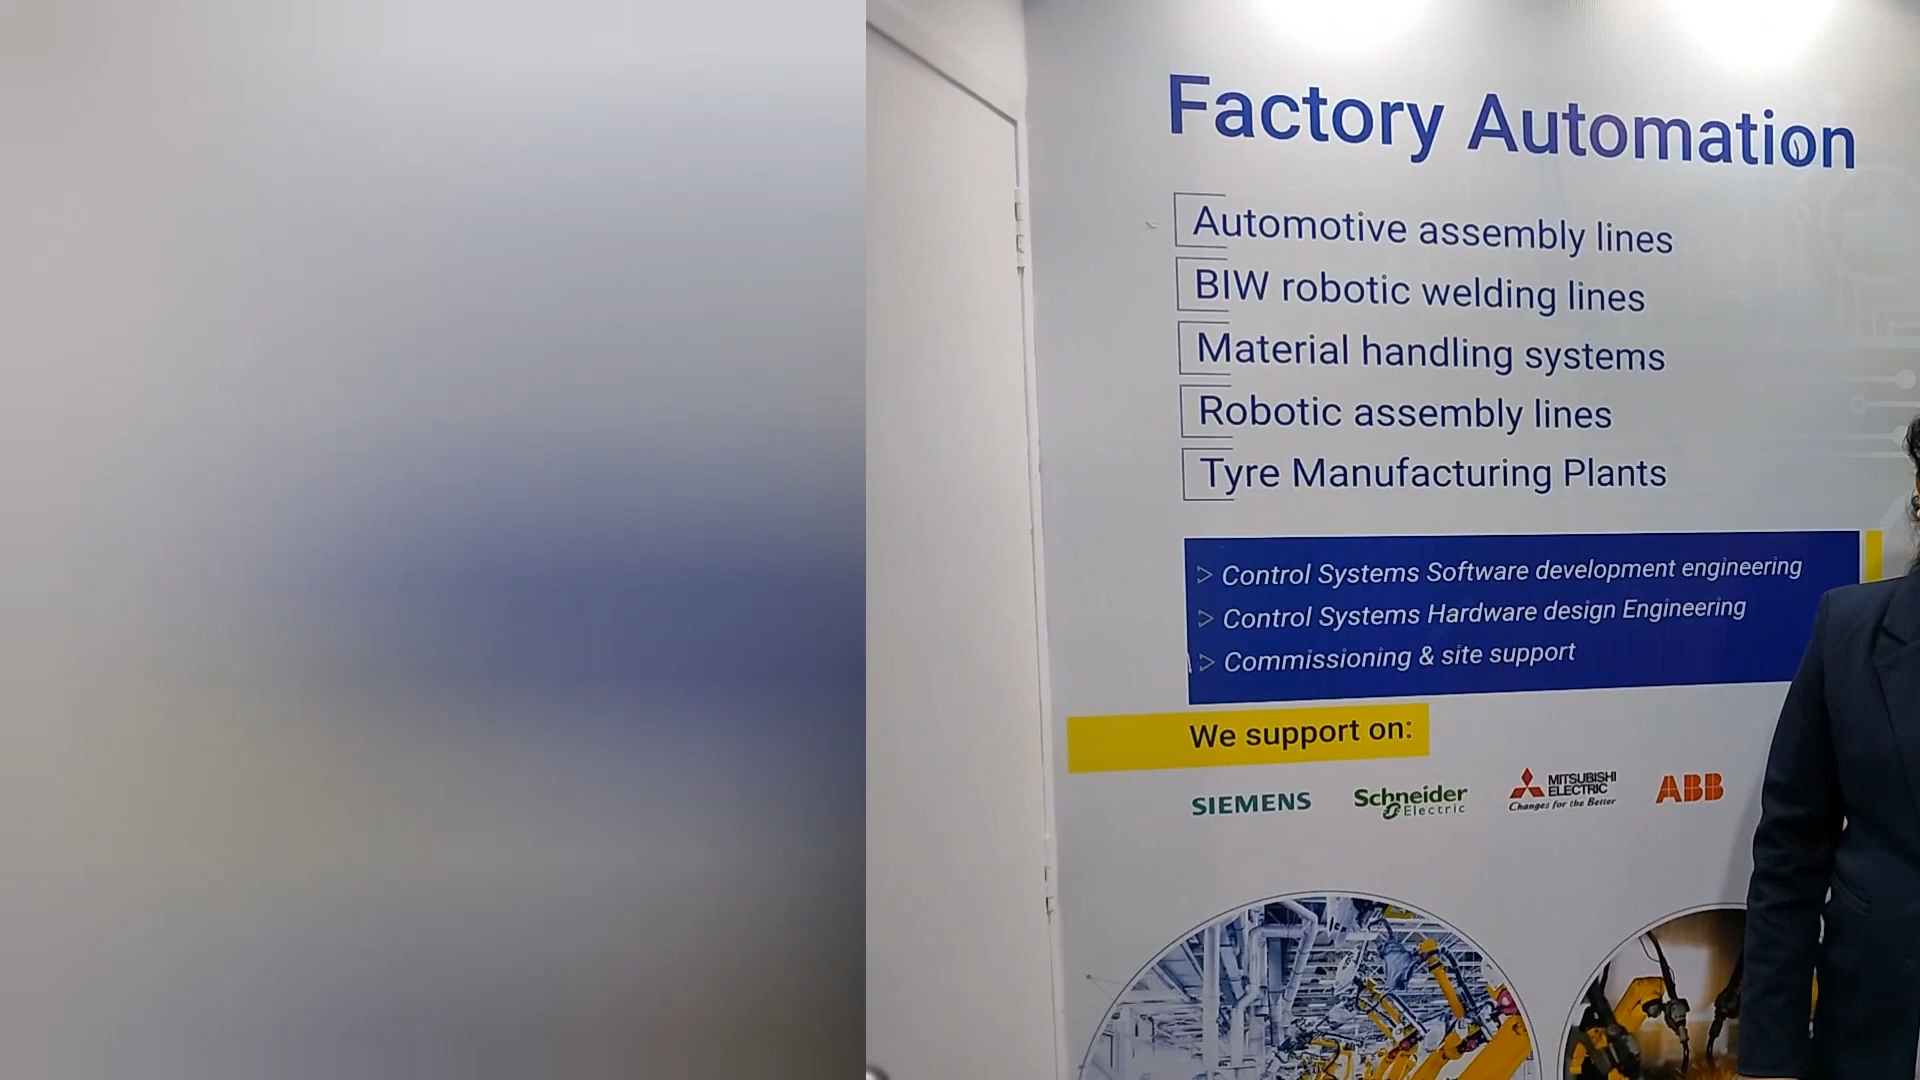 Factory Automation
Automotive assembly lines
BIW robotic welding lines
Material handling systems
Robotic assembly lines
Tyre Manufacturing Plants
> Control Systems Software development engineering
> Control Systems Hardware design Engineering
> Commissioning & site support
We support on:
SIEMENS
Schneider
Electric
MITSUBISHI
ELECTRIC
Changes for the Better
ABB